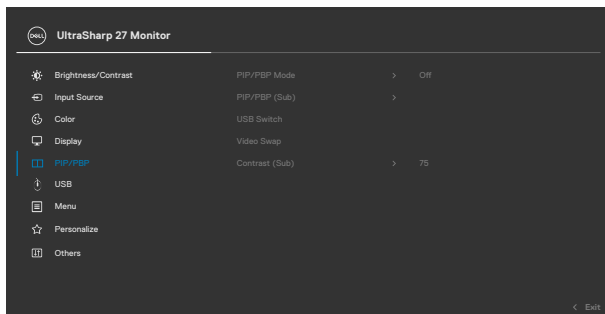 DELL UltraSharp 27 Monitor
Brightness/Contrast PIP/PBP Mode > Off
Input Source PIP/PBP (Sub) >
Color USB Switch
Display Video Swap
PIP/PBP Contrast (Sub) > 75
USB
Menu
Personalize
Others
< Exit